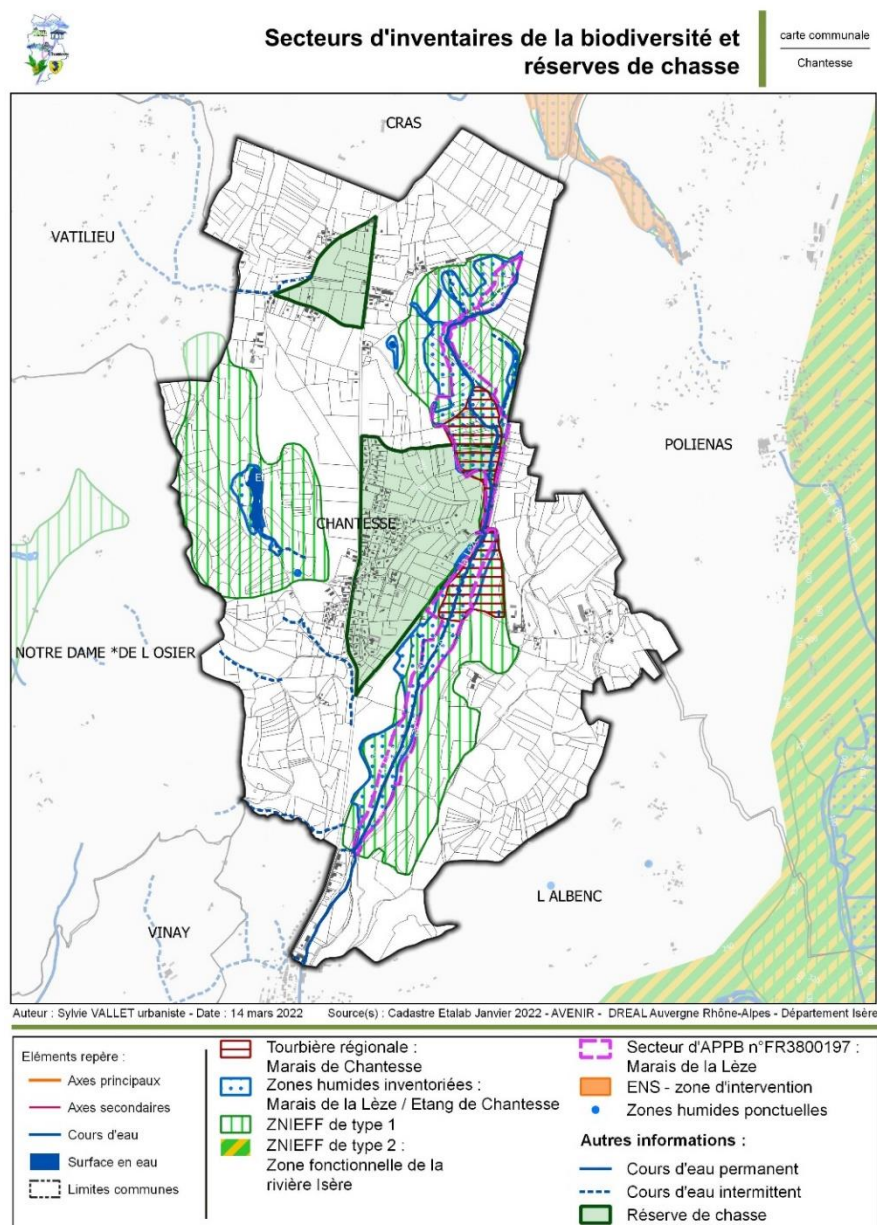 Secteurs d'inventaires de la biodiversité et
réserves de chasse
carte communale
Chantesse
CRAS
VATILIEU
POLIENAS
CHANTESSE
NOTRE DAME *DE L OSIER
L ALBENC
VINAY
Auteur : Sylvie VALLET urbaniste - Date : 14 mars 2022
Source(s) : Cadastre Etalab Janvier 2022 - AVENIR - DREAL Auvergne Rhône-Alpes - Département Isère
Eléments repère :
Axes principaux
Axes secondaires
Cours d'eau
Surface en eau
Limites communes
Tourbière régionale :
Marais de Chantesse
Zones humides inventoriées :
Marais de la Lèze / Etang de Chantesse
ZNIEFF de type 1
ZNIEFF de type 2 :
Zone fonctionnelle de la
rivière Isère
Secteur d'APPB n°FR3800197 :
Marais de la Lèze
ENS - zone d'intervention
Zones humides ponctuelles
Autres informations :
Cours d'eau permanent
Cours d'eau intermittent
Réserve de chasse